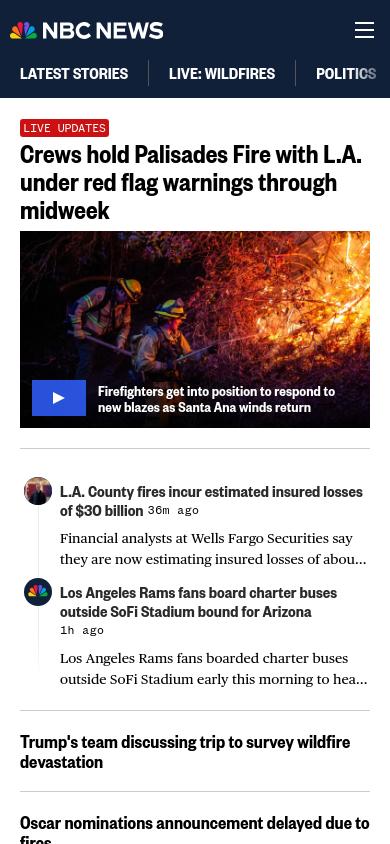 NBC NEWS
LATEST STORIES
LIVE: WILDFIRES
POLITICS
LIVE UPDATES
Crews hold Palisades Fire with L.A.
under red flag warnings through
midweek
Firefighters get into position to respond to
new blazes as Santa Ana winds return
L.A. County fires incur estimated insured losses
of $30 billion 36m ago
Financial analysts at Wells Fargo Securities say
they are now estimating insured losses of abou...
Los Angeles Rams fans board charter buses
outside SoFi Stadium bound for Arizona
1h ago
Los Angeles Rams fans boarded charter buses
outside SoFi Stadium early this morning to hea...
Trump's team discussing trip to survey wildfire
devastation
Oscar nominations announcement delayed due to
fires